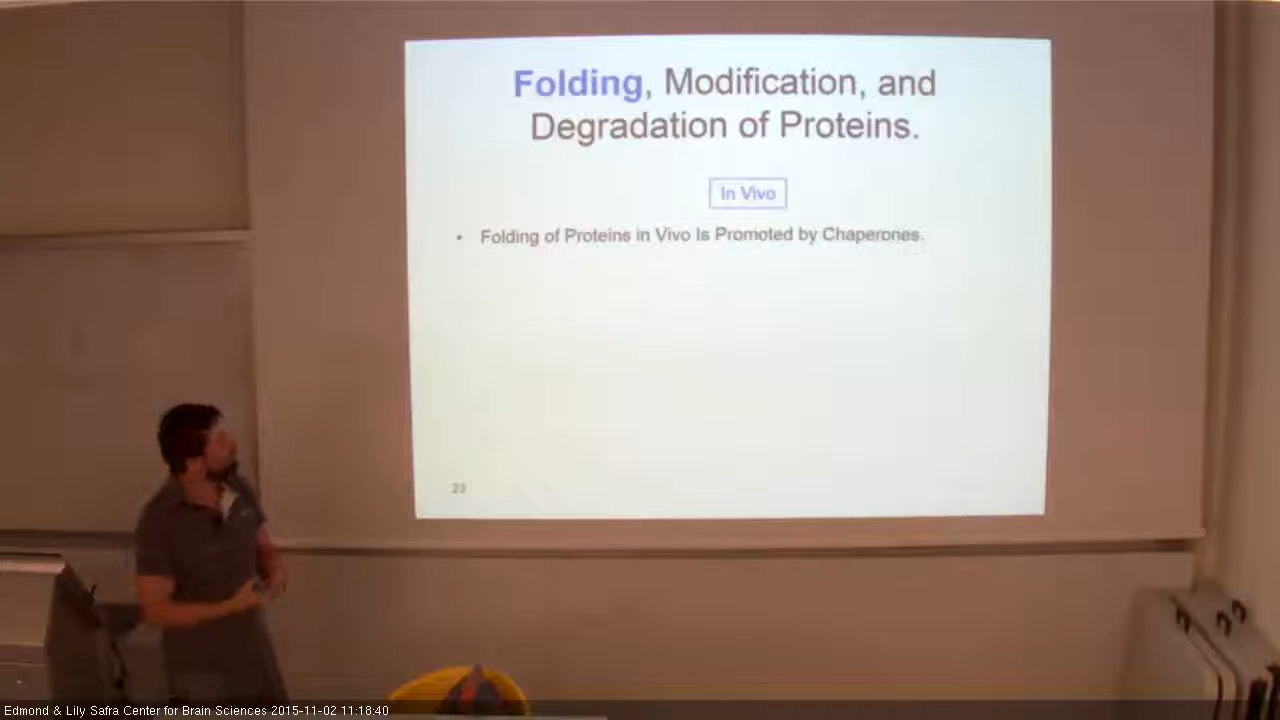 Folding, Modification, and
Degradation of Proteins.
In Vivo
• Folding of Proteins in Vivo Is Promoted by Chaperones.
23
Edmond & Lily Safra Center for Brain Sciences 2015-11-02 11:18:40